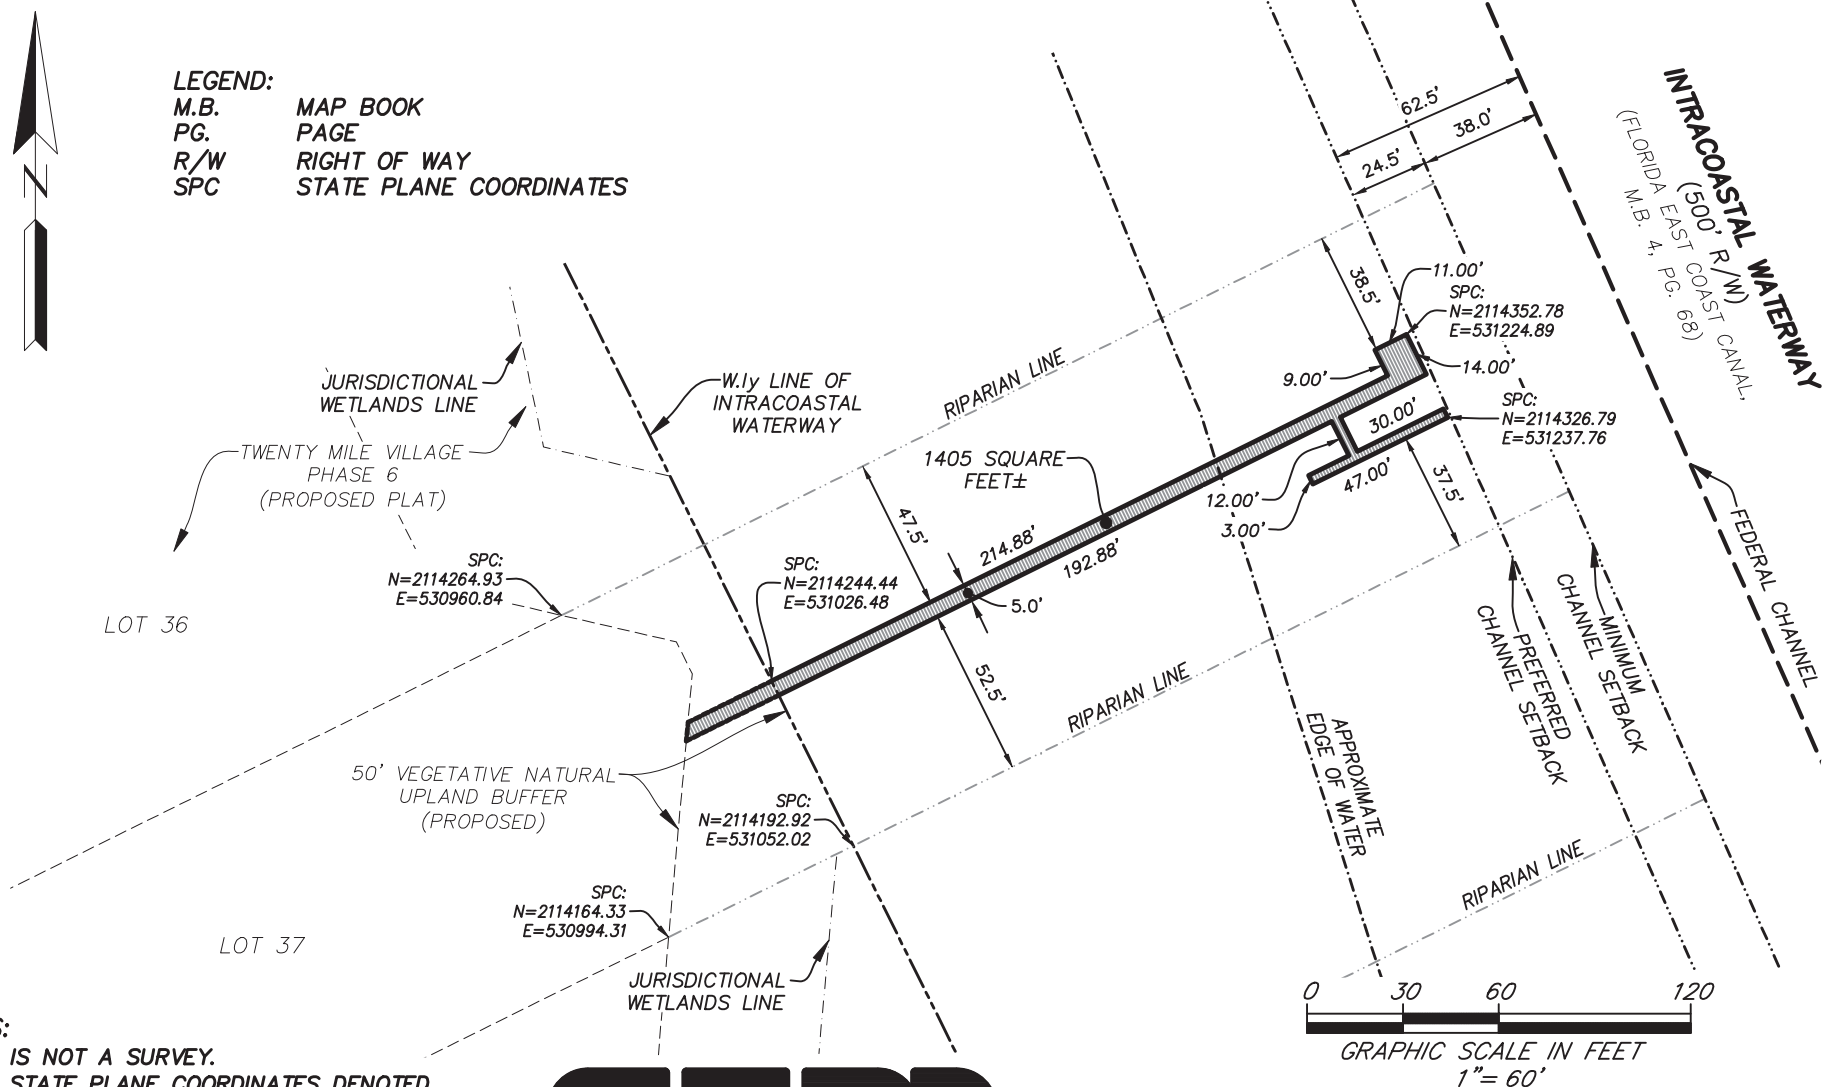 N
LEGEND:
M.B. MAP BOOK
PG. PAGE
R/W RIGHT OF WAY
SPC STATE PLANE COORDINATES
62.5'
38.0'
24.5'
INTRACOASTAL WATERWAY
(500' R/W)
(FLORIDA EAST COAST CANAL,
M.B. 4, PG. 68)
38.5'
11.00'
SPC:
N=2114352.78
E=531224.89
14.00'
9.00'
SPC:
N=2114326.79
E=531237.76
30.00'
12.00'
47.00'
3.00'
37.5'
RIPARIAN LINE
JURISDICTIONAL
WETLANDS LINE
W.ly LINE OF
INTRACOASTAL
WATERWAY
TWENTY MILE VILLAGE
PHASE 6
(PROPOSED PLAT)
1405 SQUARE
FEET±
47.5'
214.88'
192.88'
5.0'
SPC:
N=2114264.93
E=530960.84
SPC:
N=2114244.44
E=531026.48
LOT 36
52.5'
RIPARIAN LINE
FEDERAL CHANNEL
MINIMUM
CHANNEL SETBACK
PREFERRED
CHANNEL SETBACK
APPROXIMATE
EDGE OF WATER
50' VEGETATIVE NATURAL
UPLAND BUFFER
(PROPOSED)
SPC:
N=2114192.92
E=531052.02
SPC:
N=2114164.33
E=530994.31
LOT 37
RIPARIAN LINE
JURISDICTIONAL
WETLANDS LINE
0 30 60 120
GRAPHIC SCALE IN FEET
1"= 60'
IS NOT A SURVEY.
STATE PLANE COORDINATES DENOTED